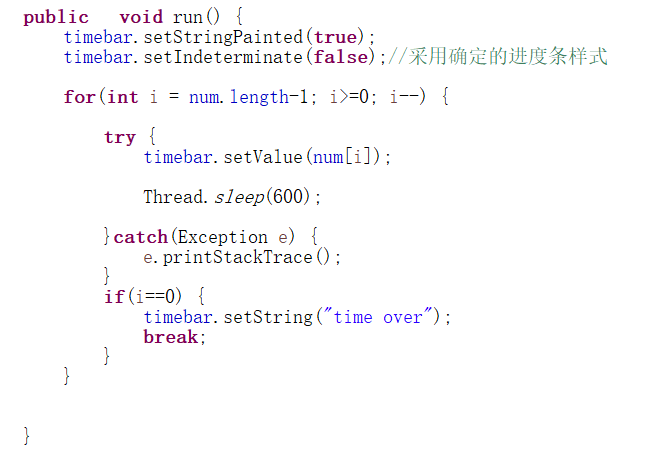 public   void run() {
    timebar.setStringPainted(true);
    timebar.setIndeterminate(false);//采用确定的进度条样式
    for(int i = num.length-1; i>=0; i--) {
        try {
            timebar.setValue(num[i]);
            Thread.sleep(600);
        }catch(Exception e) {
            e.printStackTrace();
        }
        if(i==0) {
            timebar.setString("time over");
            break;
        }
    }
}